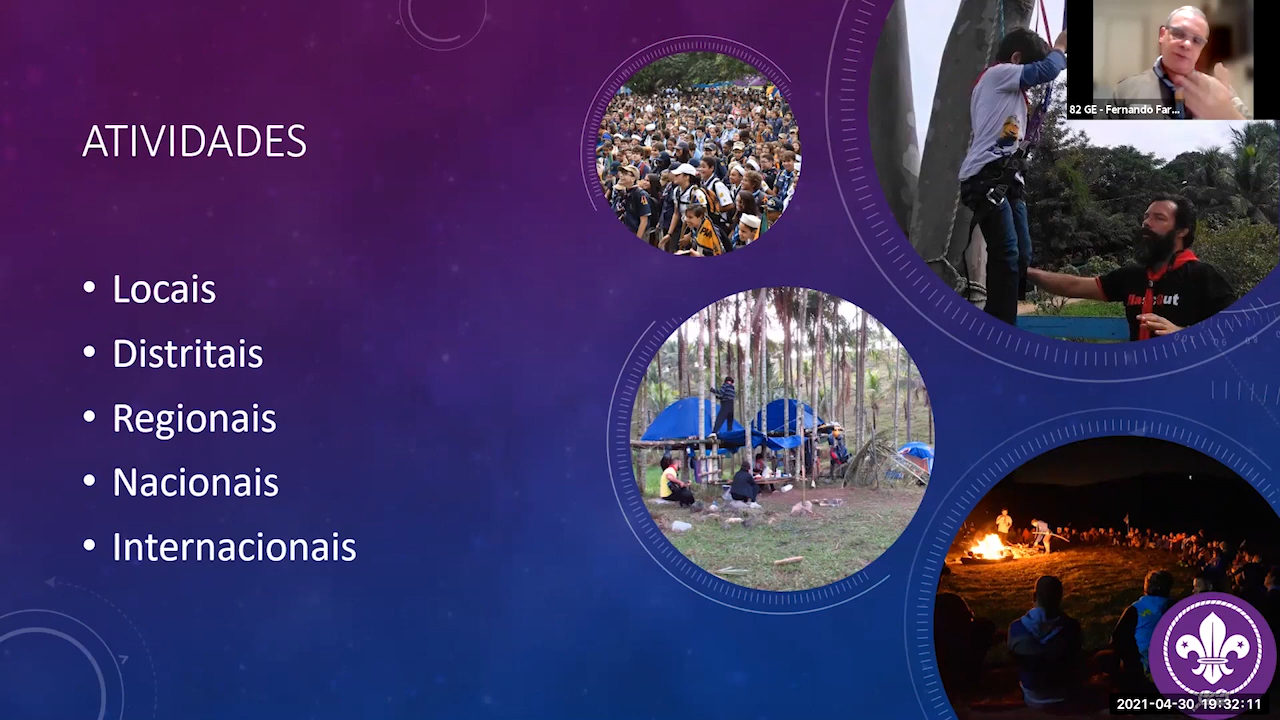 ATIVIDADES
• Locais
• Distritais
• Regionais
• Nacionais
• Internacionais
82 GE - Fernando Far...
2021-04-30 19:32:11